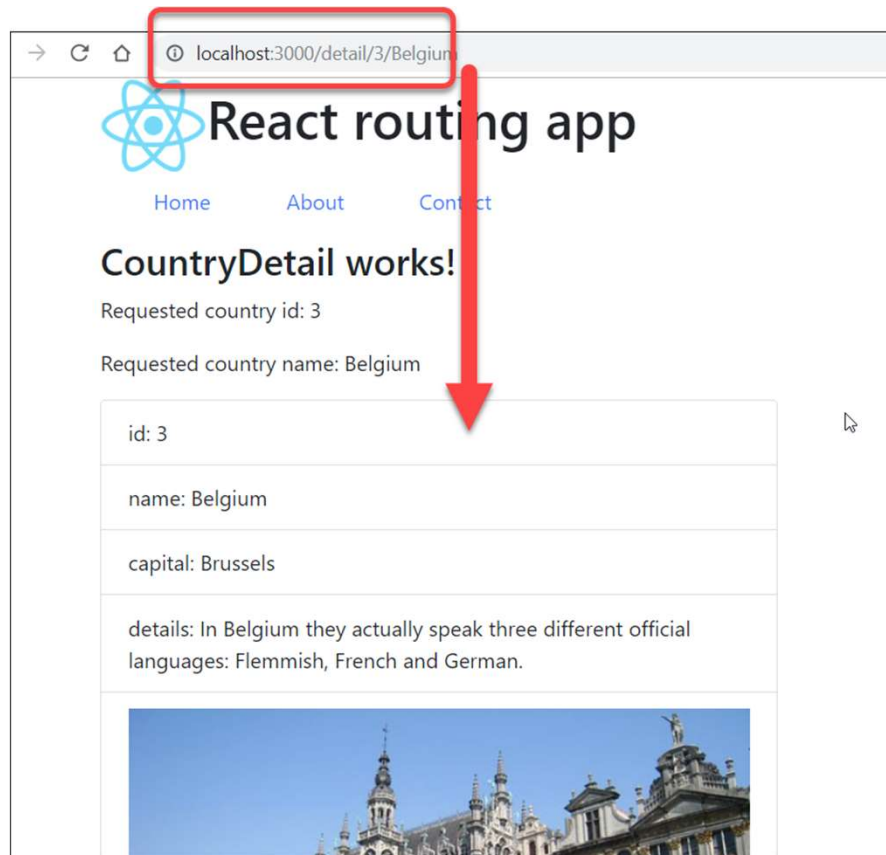 localhost:3000/detail/3/Belgium
React routing app
Home About Contact
CountryDetail works!
Requested country id: 3
Requested country name: Belgium
id: 3
name: Belgium
capital: Brussels
details: In Belgium they actually speak three different official
languages: Flemmish, French and German.